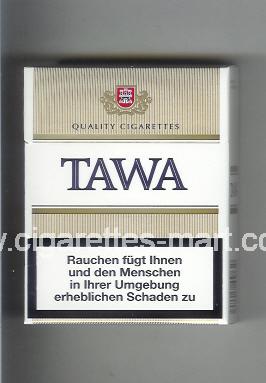 QUALITY CIGARETTES
TAWA
www.cigarettes-mart.com
Rauchen fügt Ihnen
und den Menschen
in Ihrer Umgebung
erheblichen Schaden zu